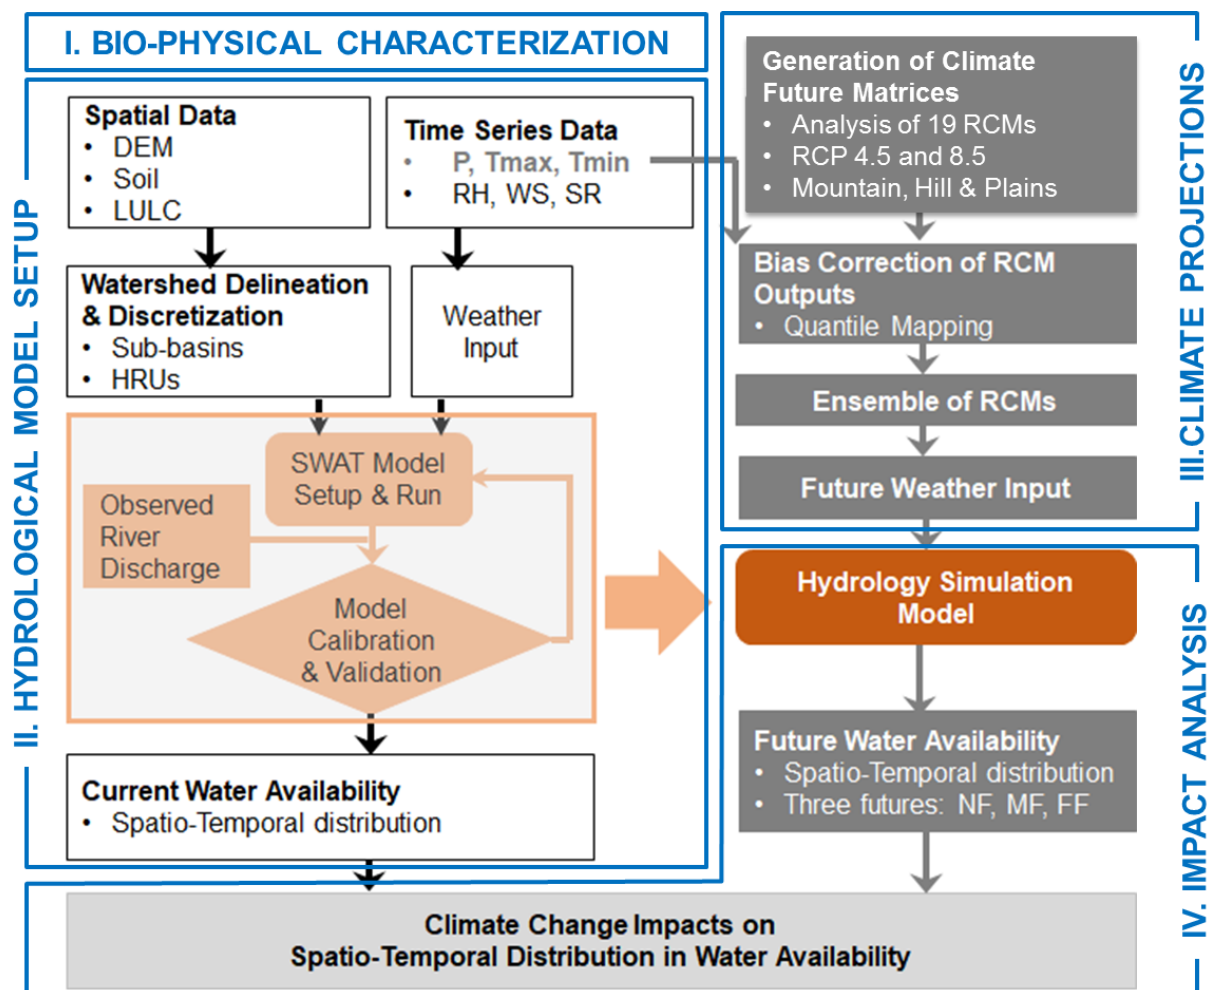 I. BIO-PHYSICAL CHARACTERIZATION
II. HYDROLOGICAL MODEL SETUP
Spatial Data
• DEM
• Soil
• LULC
Time Series Data
• P, Tmax, Tmin
• RH, WS, SR
Watershed Delineation
& Discretization
• Sub-basins
• HRUs
Weather
Input
SWAT Model
Setup & Run
Observed
River
Discharge
Model
Calibration
& Validation
Current Water Availability
• Spatio-Temporal distribution
III.CLIMATE PROJECTIONS
Generation of Climate
Future Matrices
• Analysis of 19 RCMs
• RCP 4.5 and 8.5
• Mountain, Hill & Plains
Bias Correction of RCM
Outputs
• Quantile Mapping
Ensemble of RCMs
Future Weather Input
IV. IMPACT ANALYSIS
Hydrology Simulation
Model
Future Water Availability
• Spatio-Temporal distribution
• Three futures: NF, MF, FF
Climate Change Impacts on
Spatio-Temporal Distribution in Water Availability